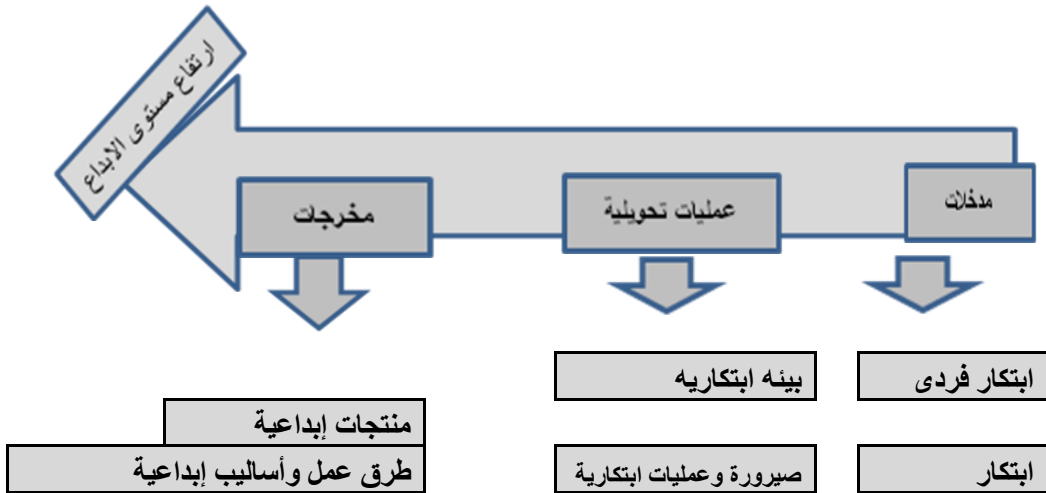 ارتفاع مستوى الابداع
مدخلات
عمليات تحويلية
مخرجات
ابتكار فردى
بيئه ابتكاريه
منتجات إبداعية
ابتكار
صيرورة وعمليات ابتكارية
طرق عمل وأساليب إبداعية